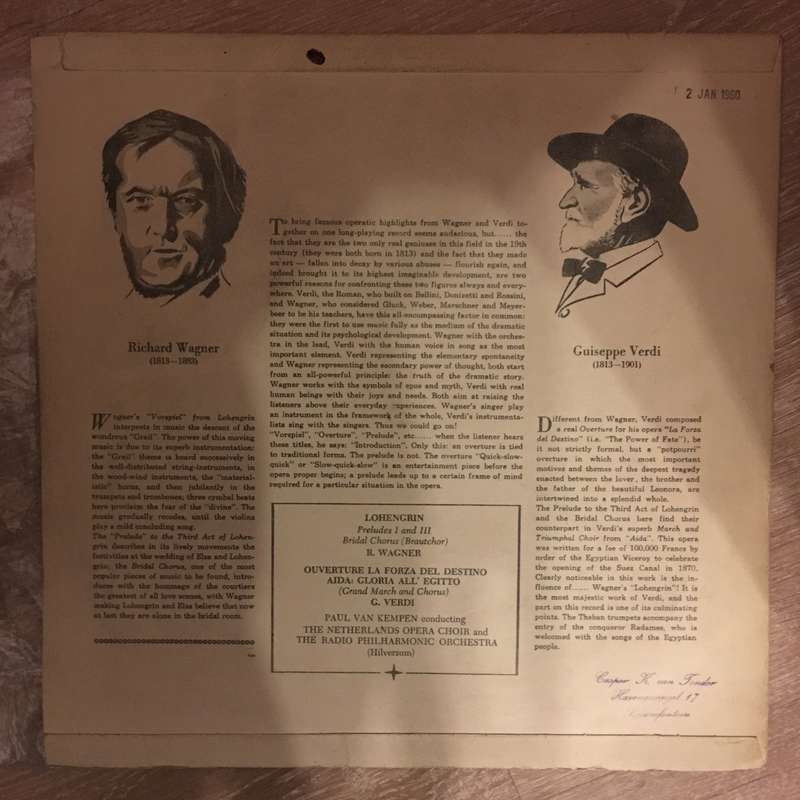 2 JAN 1960
Richard Wagner
(1813—1883)
Wagner's "Vorspiel" from Lohengrin
interprets in music the descent of the
wondrous "Grail" The power of this moving
music is due to its superb instrumentation:
the "Grail" theme is heard successively in
the well-distributed string-instruments, in
the wood-wind instruments, the "material-
istic" horns, and then jubilantly in the
trumpets and trombones; three cymbal beats
here proclaim the fear of the "divine". The
music gradually recedes, until the violins
play a mild concluding song.
The "Prelude" to the Third Act of Lohen-
grin describes in its lively movements the
festivities at the wedding of Elsa and Lohen-
grin; the Bridal Chorus, one of the most
popular pieces of music to be found, intro-
duces with the homage of the courtiers
the greatest of all love scenes, with Wagner
making Lohengrin and Elsa believe that now
at last they are alone in the bridal room.
To bring famous operatic highlights from Wagner and Verdi to-
gether on one long-playing record seems audacious, but...... the
fact that they are the two only real geniuses in this field in the 19th
century (they were both born in 1813) and the fact that they made
an art — fallen into decay by various abuses — flourish again, and
indeed brought it to its highest imaginable development, are two
powerful reasons for confronting these two figures always and every-
where. Verdi, the Roman, who built on Bellini, Donizetti and Rossini,
and Wagner, who considered Gluck, Weber, Marschner and Meyer-
beer to be his teachers, have this all-encompassing factor in common:
they were the first to use music fully as the medium of the dramatic
situation and its psychological development. Wagner with the orches-
tra in the lead, Verdi with the human voice in song as the most
important element. Verdi representing the elementary spontaneity
and Wagner representing the secondary power of thought, both start
from an all-powerful principle: the truth of the dramatic story.
Wagner works with the symbols of epos and myth, Verdi with real
human beings with their joys and needs. Both aim at raising the
listeners above their everyday experiences. Wagner's singer play
an instrument in the framework of the whole, Verdi's instrumenta-
lists sing with the singers. Thus we could go on!
"Vorspiel", "Overture", "Prelude", etc...... when the listener hears
these titles, he says: "Introduction". Only this: an overture is tied
to traditional forms. The prelude is not. The overture "Quick-slow-
quick" or "Slow-quick-slow" is an entertainment piece before the
opera proper begins; a prelude leads up to a certain frame of mind
required for a particular situation in the opera.
LOHENGRIN
Preludes I and III
Bridal Chorus (Brautchor)
R. WAGNER
OUVERTURE LA FORZA DEL DESTINO
AIDA: GLORIA ALL' EGITTO
(Grand March and Chorus)
G. VERDI
PAUL VAN KEMPEN conducting
THE NETHERLANDS OPERA CHOIR and
THE RADIO PHILHARMONIC ORCHESTRA
(Hilversum)
Guiseppe Verdi
(1813—1901)
Different from Wagner, Verdi composed
a real Overture for his opera "La Forza
del Destino" (i.e. "The Power of Fate"), be
it not strictly formal, but a "potpourri"
overture in which the most important
motives and themes of the deepest tragedy
enacted between the lover, the brother and
the father of the beautiful Leonora, are
intertwined into a splendid whole.
The Prelude to the Third Act of Lohengrin
and the Bridal Chorus here find their
counterpart in Verdi's superb March and
Triumphal Choir from "Aida". This opera
was written for a fee of 100,000 Francs by
order of the Egyptian Viceroy to celebrate
the opening of the Suez Canal in 1870.
Clearly noticeable in this work is the in-
fluence of...... Wagner's "Lohengrin"! It is
the most majestic work of Verdi, and the
part on this record is one of its culminating
points. The Theban trumpets accompany the
entry of the conqueror Radames, who is
welcomed with the songs of the Egyptian
people.
Casper K. van Tonder
17